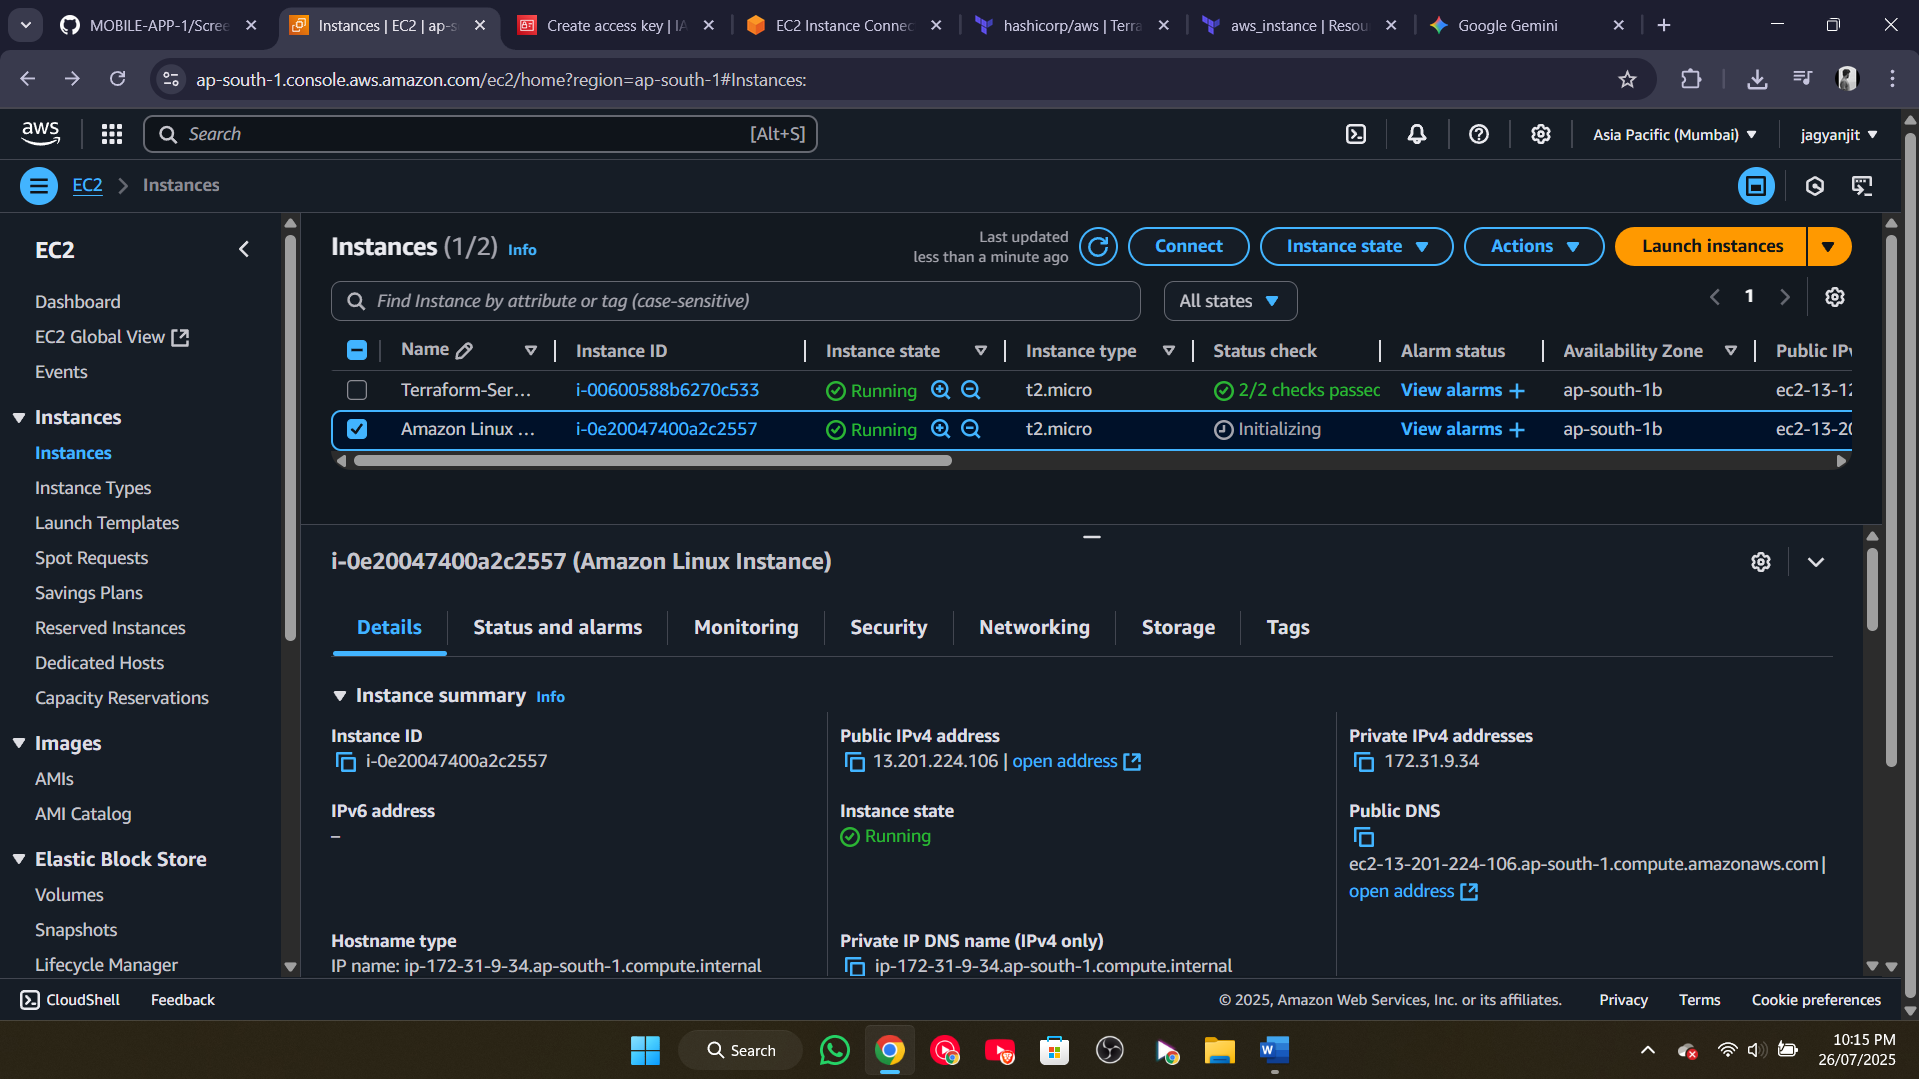 MOBILE-APP-1/Scree
Instances | EC2 | ap-s
Create access key | IA
EC2 Instance Connec
hashicorp/aws | Terra
aws_instance | Resou
Google Gemini
ap-south-1.console.aws.amazon.com/ec2/home?region=ap-south-1#Instances:
aws
Search
[Alt+S]
Asia Pacific (Mumbai)
jagyanjit
EC2
Instances
EC2
Dashboard
EC2 Global View
Events
Instances
Instances
Instance Types
Launch Templates
Spot Requests
Savings Plans
Reserved Instances
Dedicated Hosts
Capacity Reservations
Images
AMIs
AMI Catalog
Elastic Block Store
Volumes
Snapshots
Lifecycle Manager
Instances (1/2) Info
Last updated
less than a minute ago
Connect
Instance state
Actions
Launch instances
Find Instance by attribute or tag (case-sensitive)
All states
1
Name Instance ID Instance state Instance type Status check Alarm status Availability Zone Public IPv
Terraform-Ser... i-00600588b6270c533 Running t2.micro 2/2 checks passec View alarms + ap-south-1b ec2-13-12
Amazon Linux ... i-0e20047400a2c2557 Running t2.micro Initializing View alarms + ap-south-1b ec2-13-20
i-0e20047400a2c2557 (Amazon Linux Instance)
Details
Status and alarms
Monitoring
Security
Networking
Storage
Tags
Instance summary Info
Instance ID
i-0e20047400a2c2557
Public IPv4 address
13.201.224.106 | open address
Private IPv4 addresses
172.31.9.34
IPv6 address
–
Instance state
Running
Public DNS
ec2-13-201-224-106.ap-south-1.compute.amazonaws.com |
open address
Hostname type
IP name: ip-172-31-9-34.ap-south-1.compute.internal
Private IP DNS name (IPv4 only)
ip-172-31-9-34.ap-south-1.compute.internal
CloudShell
Feedback
© 2025, Amazon Web Services, Inc. or its affiliates.
Privacy
Terms
Cookie preferences
Search
10:15 PM
26/07/2025